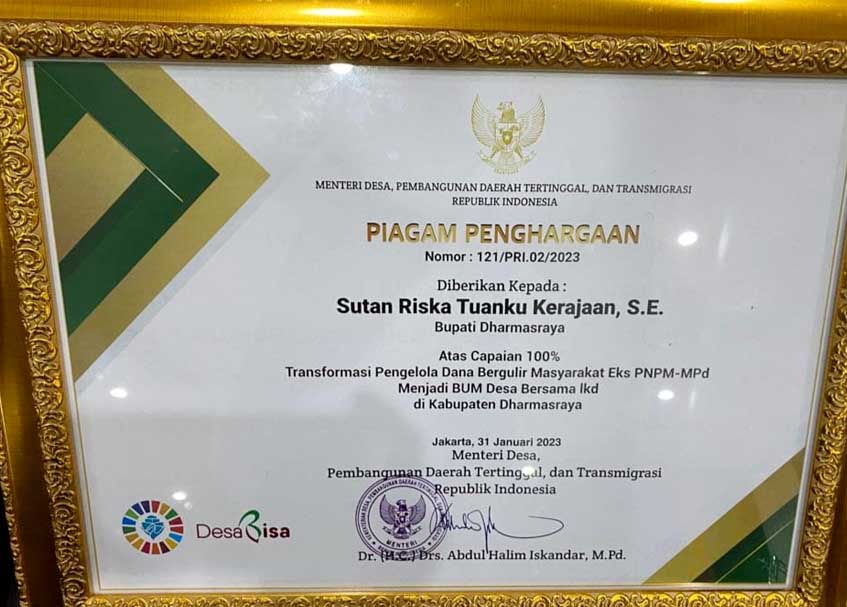 MENTERI DESA, PEMBANGUNAN DAERAH TERTINGGAL, DAN TRANSMIGRASI
REPUBLIK INDONESIA
PIAGAM PENGHARGAAN
Nomor : 121/PRI.02/2023
Diberikan Kepada :
Sutan Riska Tuanku Kerajaan, S.E.
Bupati Dharmasraya
Atas Capaian 100%
Transformasi Pengelola Dana Bergulir Masyarakat Eks PNPM-MPd
Menjadi BUM Desa Bersama lkd
di Kabupaten Dharmasraya
Jakarta, 31 Januari 2023
Menteri Desa,
Pembangunan Daerah Tertinggal, dan Transmigrasi
Republik Indonesia
MENTERI
DesaBisa
Dr. (H.C.) Drs. Abdul Halim Iskandar, M.Pd.